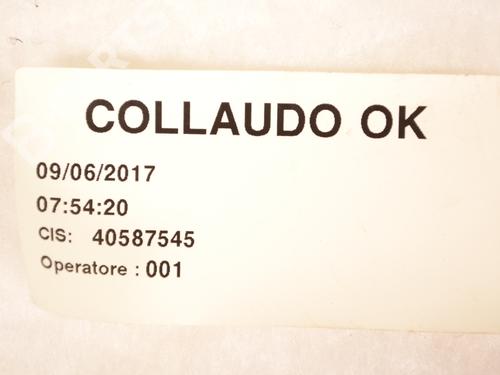 COLLAUDO OK
09/06/2017
07:54:20
CIS: 40587545
Operatore : 001